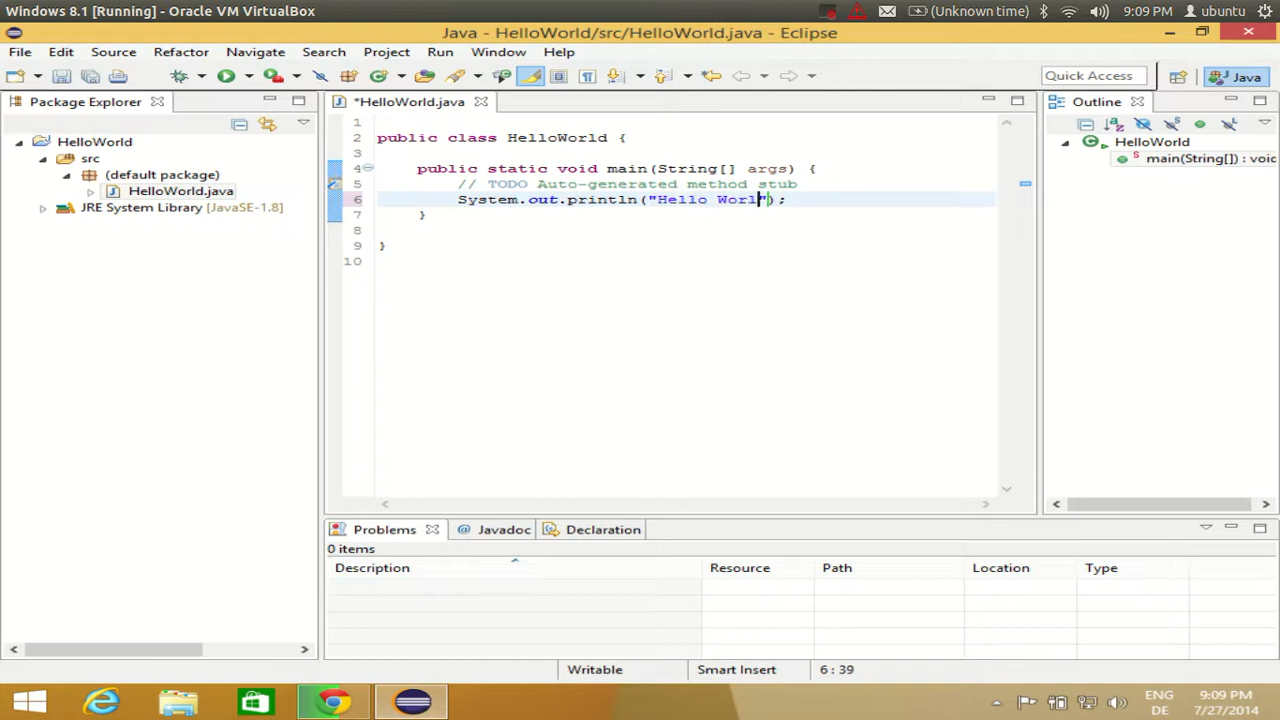 Windows 8.1 [Running] - Oracle VM VirtualBox
(Unknown time)
9:09 PM
ubuntu
Java - HelloWorld/src/HelloWorld.java - Eclipse
File Edit Source Refactor Navigate Search Project Run Window Help
Quick Access
Java
Package Explorer
*HelloWorld.java
Outline
HelloWorld
src
(default package)
HelloWorld.java
JRE System Library [JavaSE-1.8]
1
2 public class HelloWorld {
3
4 public static void main(String[] args) {
5 // TODO Auto-generated method stub
6 System.out.println("Hello Worl");
7 }
8
9 }
10
HelloWorld
main(String[]) : voic
Problems
@ Javadoc
Declaration
0 items
Description Resource Path Location Type
Writable Smart Insert 6 : 39
ENG
DE
9:09 PM
7/27/2014